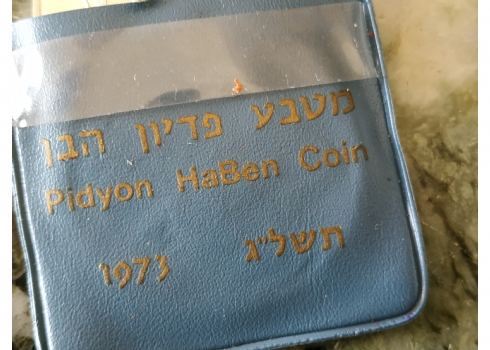 מטבע פדיון הבן
Pidyon HaBen Coin
1973 תשל"ג